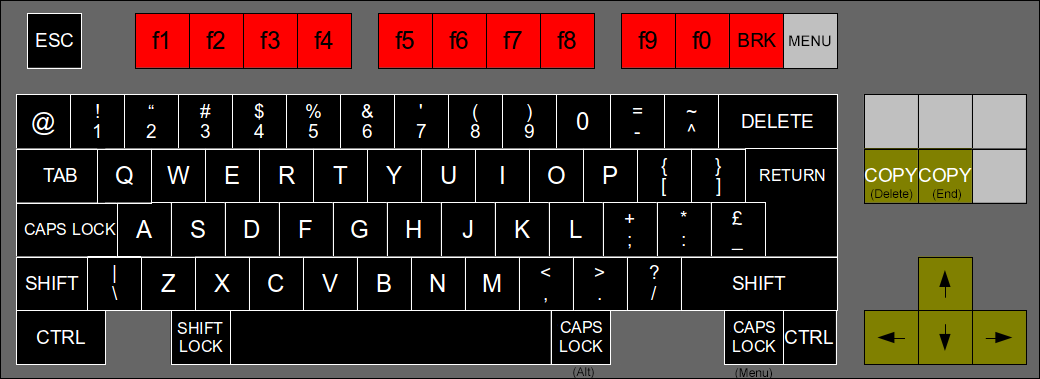 ESC f1 f2 f3 f4 f5 f6 f7 f8 f9 f0 BRK MENU
! “ # $ % & ' ( ) = ~
@ 1 2 3 4 5 6 7 8 9 0 - ^ DELETE
{ }
TAB Q W E R T Y U I O P [ ] RETURN COPY COPY
(Delete) (End)
+ * £
CAPS LOCK A S D F G H J K L ; : _
| < > ?
SHIFT \ Z X C V B N M , . / SHIFT
CTRL SHIFT LOCK CAPS LOCK CAPS LOCK CTRL
(Alt) (Menu)